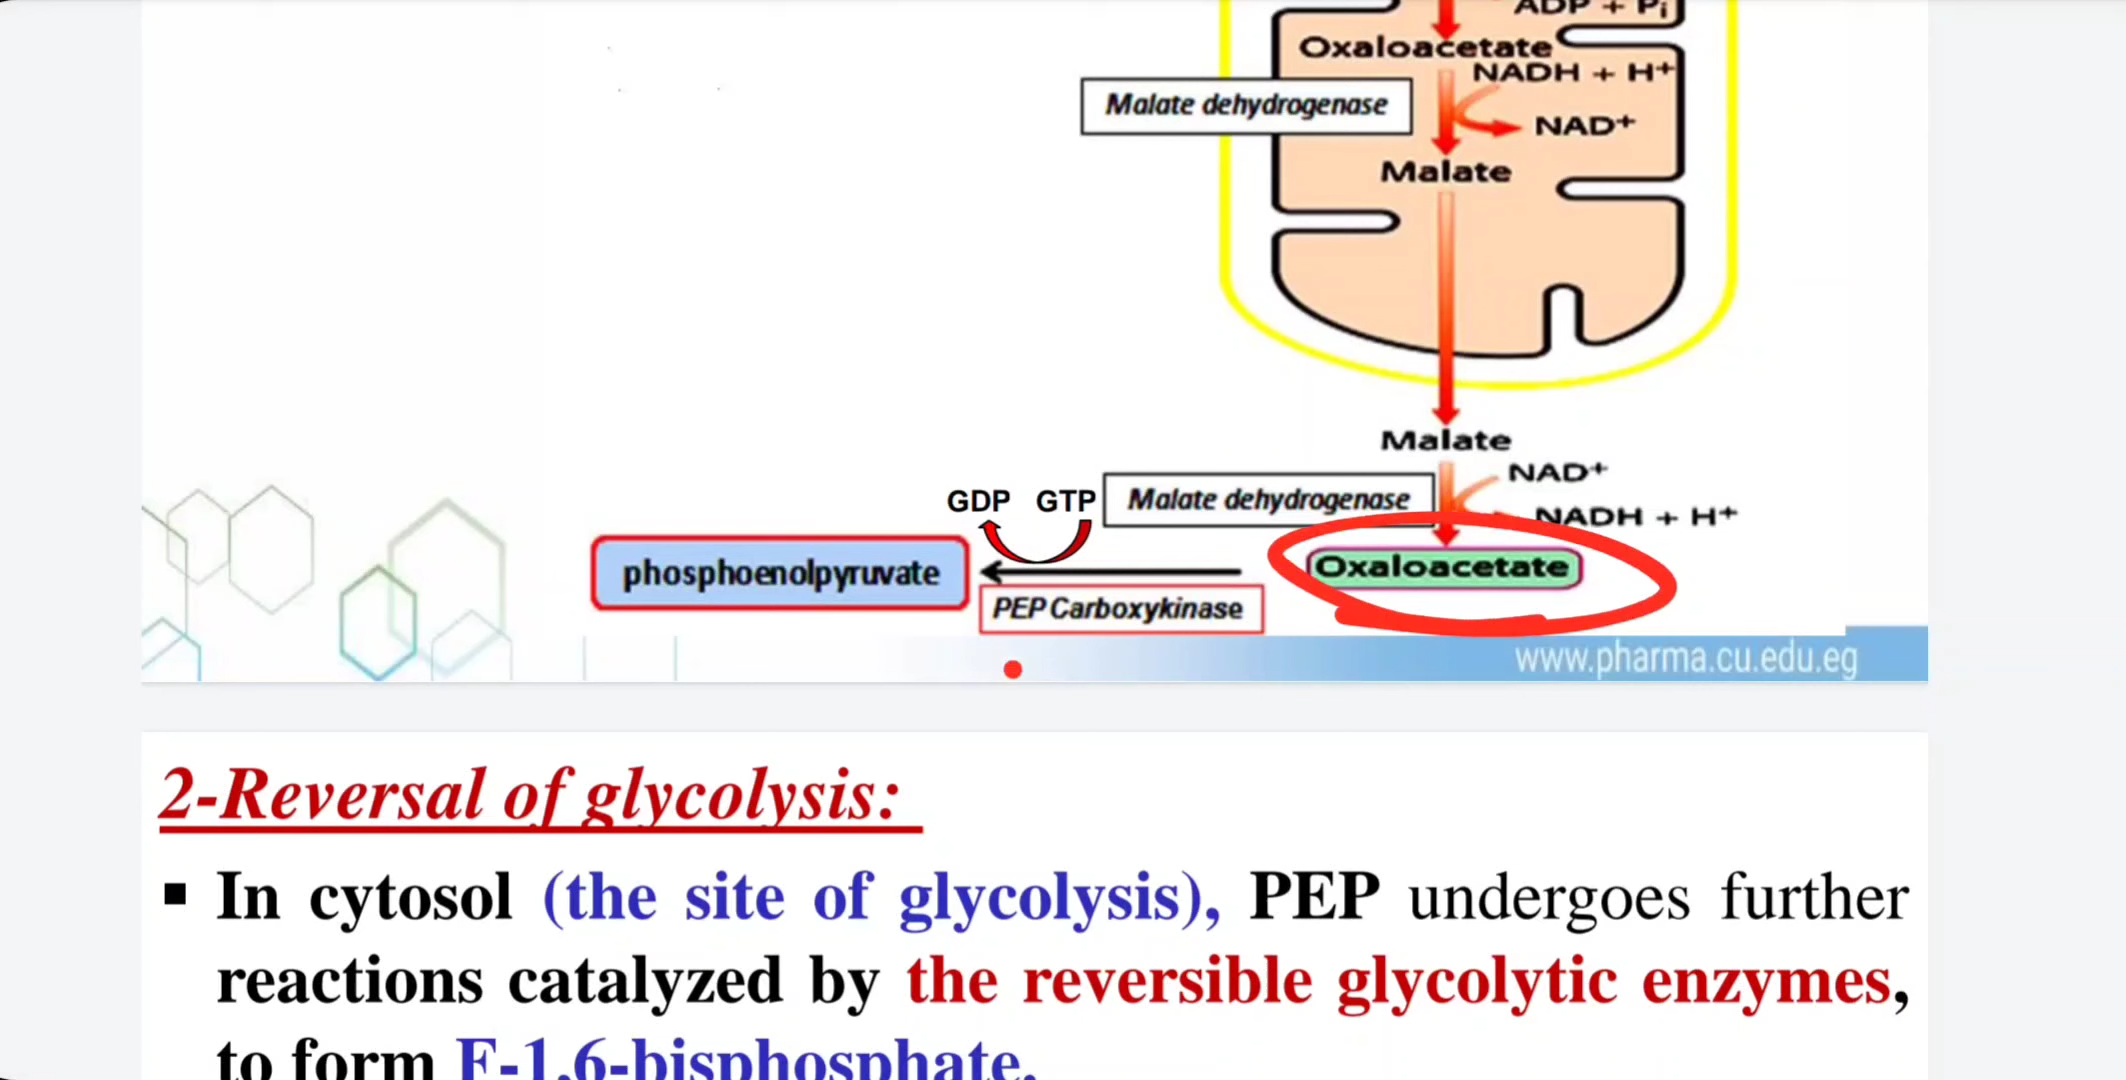 ADP + Pi
Oxaloacetate
NADH + H+
Malate dehydrogenase
NAD+
Malate
Malate
NAD+
GDP GTP Malate dehydrogenase
NADH + H+
phosphoenolpyruvate
Oxaloacetate
PEP Carboxykinase
www.pharma.cu.edu.eg
2-Reversal of glycolysis:
▪ In cytosol (the site of glycolysis), PEP undergoes further
reactions catalyzed by the reversible glycolytic enzymes,
to form F-1,6-bisphosphate.